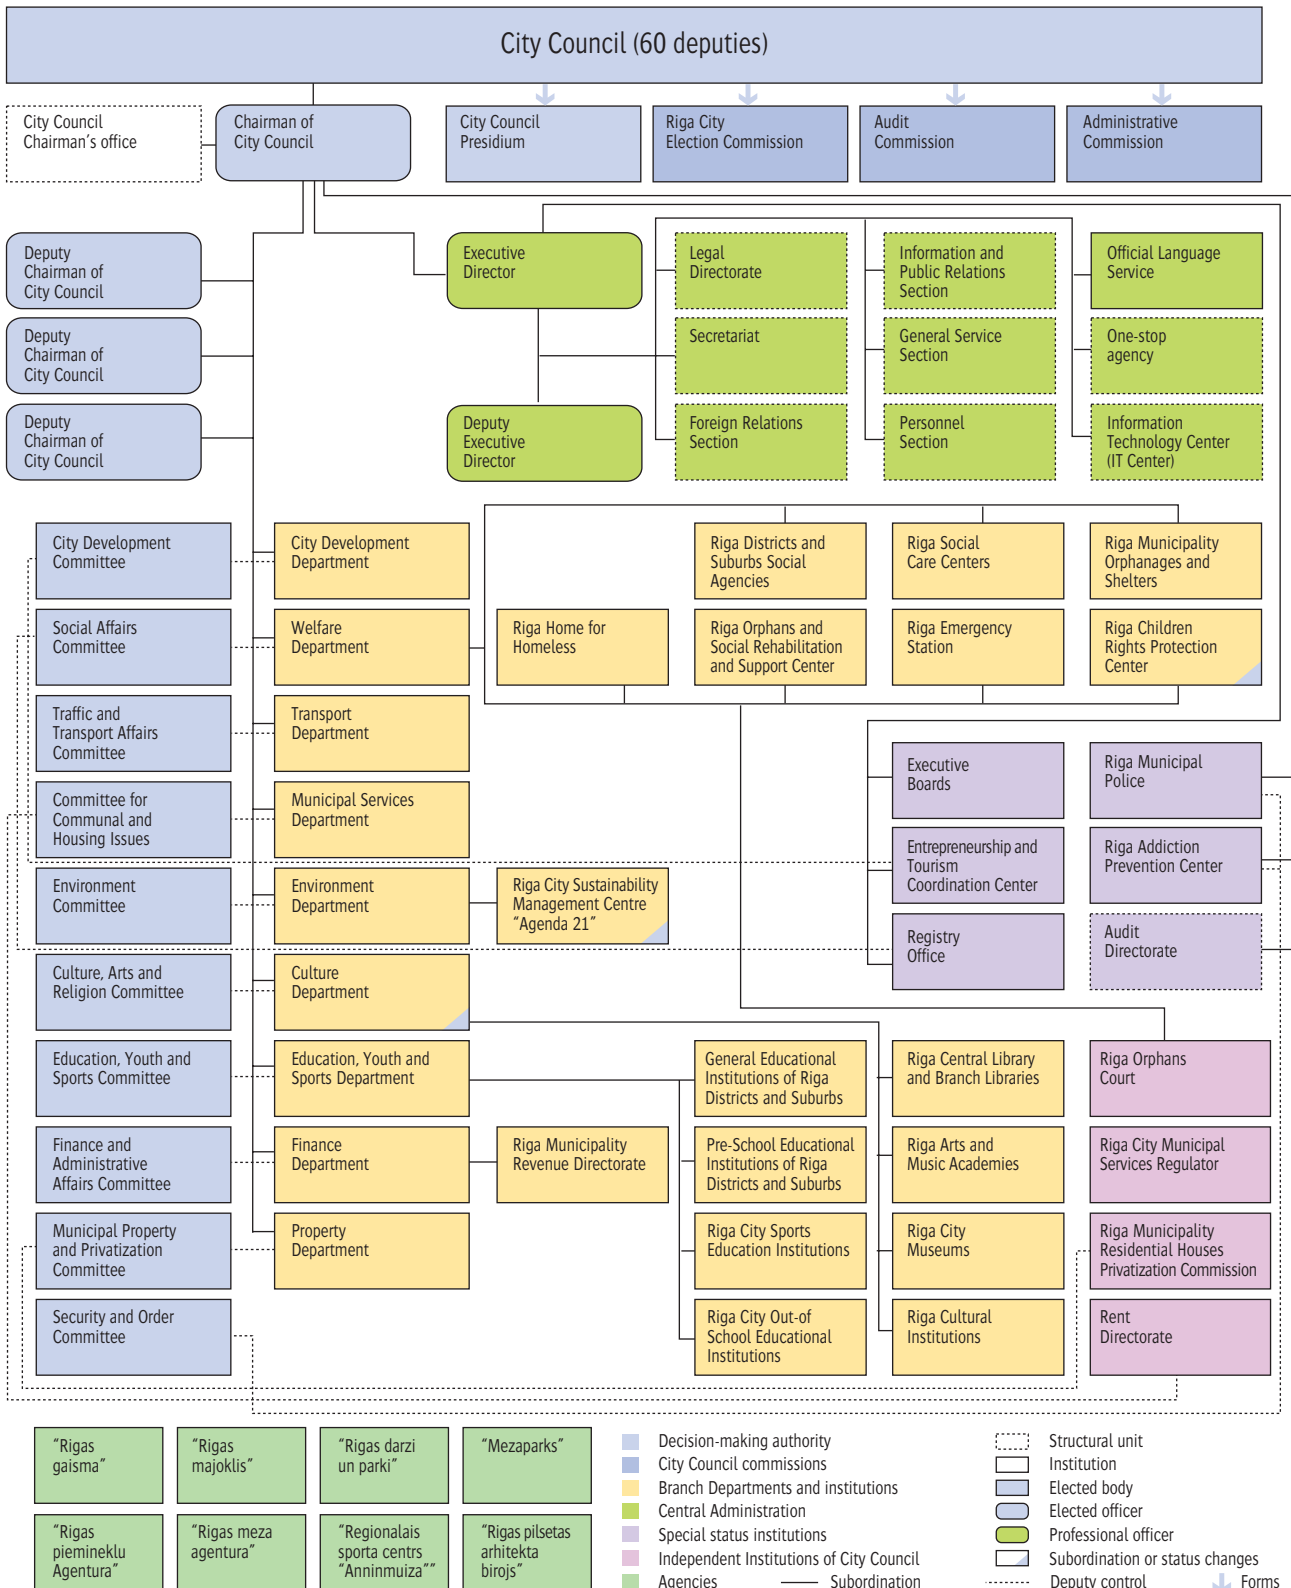 City Council (60 deputies)
City Council
Chairman's office
Chairman of
City Council
City Council
Presidium
Riga City
Election Commission
Audit
Commission
Administrative
Commission
Deputy
Chairman of
City Council
Executive
Director
Legal
Directorate
Information and
Public Relations
Section
Official Language
Service
Deputy
Chairman of
City Council
Secretariat
General Service
Section
One-stop
agency
Deputy
Chairman of
City Council
Deputy
Executive
Director
Foreign Relations
Section
Personnel
Section
Information
Technology Center
(IT Center)
City Development
Committee
City Development
Department
Riga Districts and
Suburbs Social
Agencies
Riga Social
Care Centers
Riga Municipality
Orphanages and
Shelters
Social Affairs
Committee
Welfare
Department
Riga Home for
Homeless
Riga Orphans and
Social Rehabilitation
and Support Center
Riga Emergency
Station
Riga Children
Rights Protection
Center
Traffic and
Transport Affairs
Committee
Transport
Department
Executive
Boards
Riga Municipal
Police
Committee for
Communal and
Housing Issues
Municipal Services
Department
Entrepreneurship and
Tourism
Coordination Center
Riga Addiction
Prevention Center
Environment
Committee
Environment
Department
Riga City Sustainability
Management Centre
"Agenda 21"
Registry
Office
Audit
Directorate
Culture, Arts and
Religion Committee
Culture
Department
Education, Youth and
Sports Committee
Education, Youth and
Sports Department
General Educational
Institutions of Riga
Districts and Suburbs
Riga Central Library
and Branch Libraries
Riga Orphans
Court
Finance and
Administrative
Affairs Committee
Finance
Department
Riga Municipality
Revenue Directorate
Pre-School Educational
Institutions of Riga
Districts and Suburbs
Riga Arts and
Music Academies
Riga City Municipal
Services Regulator
Municipal Property
and Privatization
Committee
Property
Department
Riga City Sports
Education Institutions
Riga City
Museums
Riga Municipality
Residential Houses
Privatization Commission
Security and Order
Committee
Riga City Out-of
School Educational
Institutions
Riga Cultural
Institutions
Rent
Directorate
"Rigas
gaisma"
"Rigas
majoklis"
"Rigas darzi
un parki"
"Mezaparks"
"Rigas
piemineklu
Agentura"
"Rigas meza
agentura"
"Regionalais
sporta centrs
"Anninmuiza""
"Rigas pilsetas
arhitekta
birojs"
Decision-making authority
City Council commissions
Branch Departments and institutions
Central Administration
Special status institutions
Independent Institutions of City Council
Agencies
Subordination
Structural unit
Institution
Elected body
Elected officer
Professional officer
Subordination or status changes
Deputy control
Forms